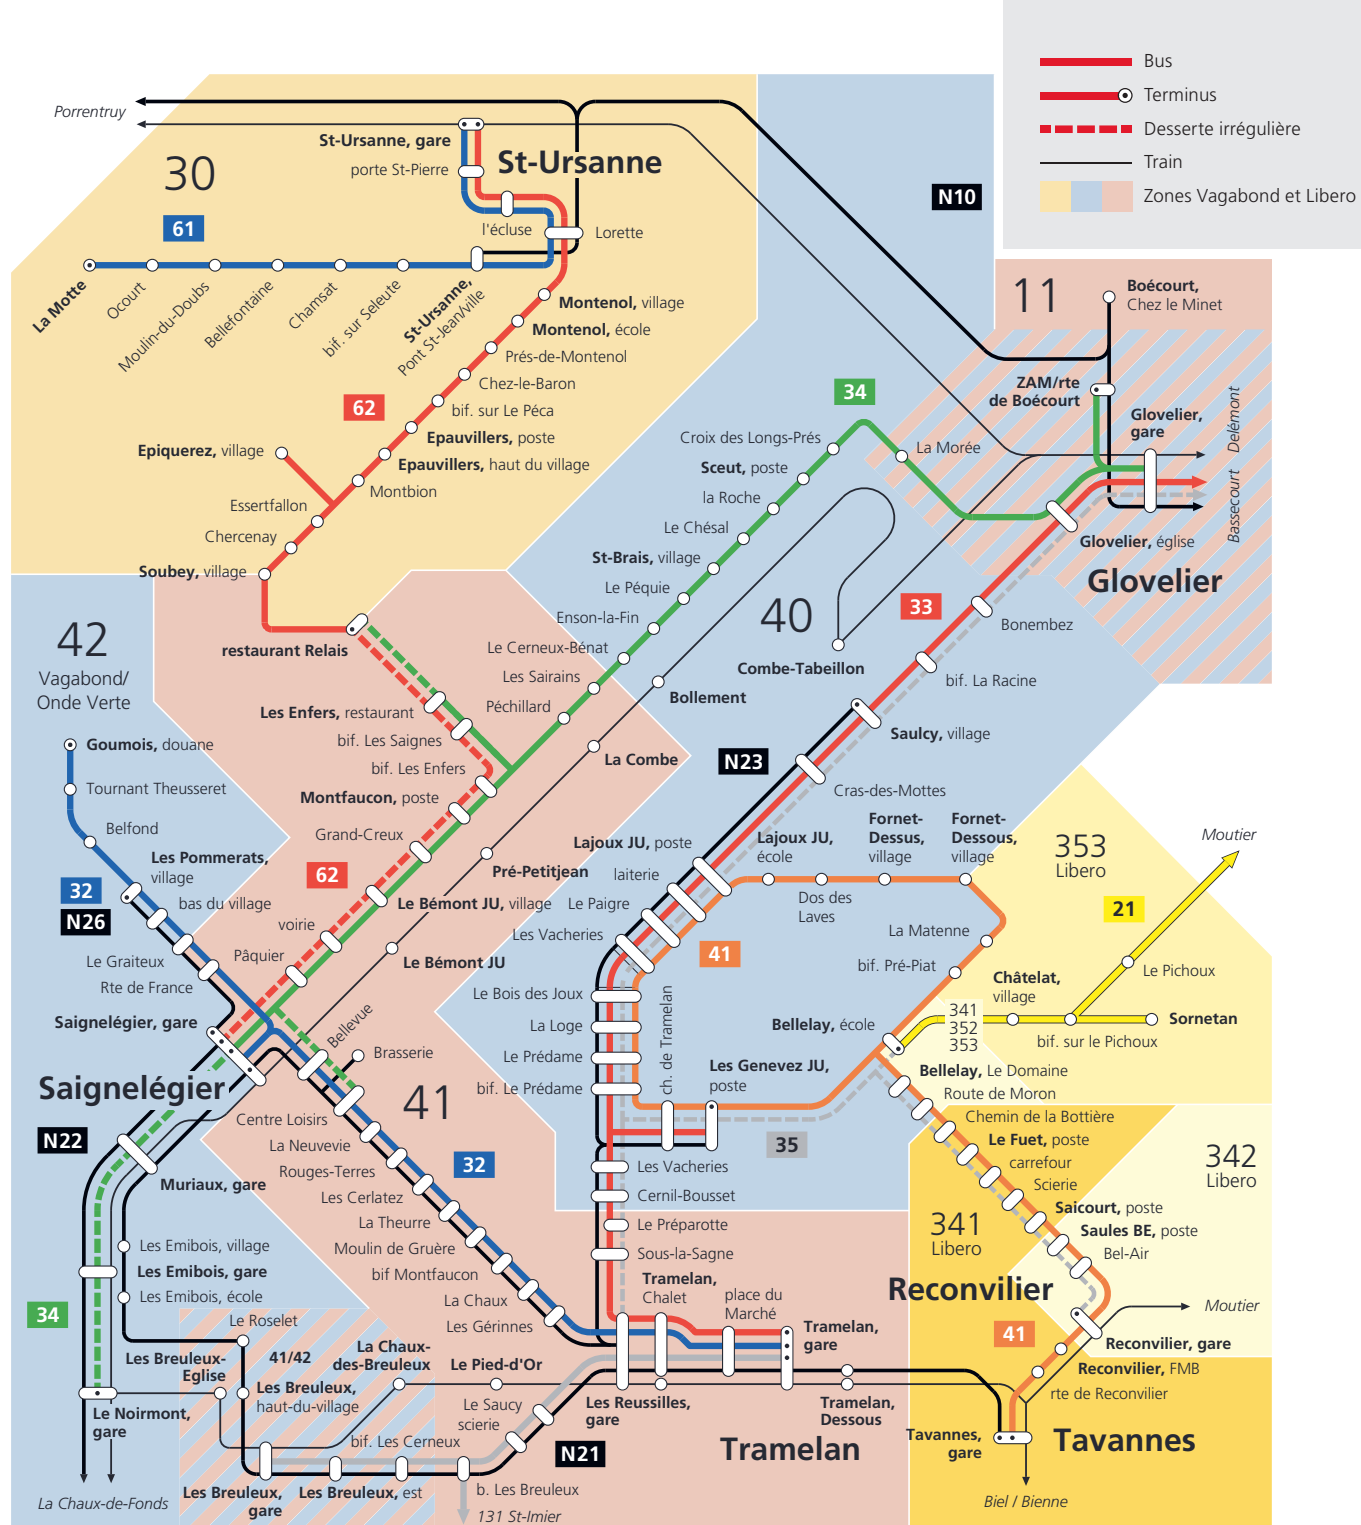 Bus
Terminus
Desserte irrégulière
Train
Zones Vagabond et Libero
Porrentruy
30
61
St-Ursanne, gare
porte St-Pierre
St-Ursanne
l'écluse
Lorette
N10
La Motte
Ocourt
Moulin-du-Doubs
Bellefontaine
Chamsat
bif. sur Seleute
St-Ursanne,
Pont St-Jean/ville
Montenol, village
Montenol, école
Prés-de-Montenol
Chez-le-Baron
bif. sur Le Péca
62
Epauvillers, poste
Epauvillers, haut du village
Montbion
Epiquerez, village
Essertfallon
Chercenay
Soubey, village
restaurant Relais
11
Boécourt,
Chez le Minet
ZAM/rte
de Boécourt
Glovelier,
gare
Delémont
Bassecourt
34
Croix des Longs-Prés
La Morée
Sceut, poste
la Roche
Le Chésal
St-Brais, village
Le Péquie
Enson-la-Fin
Le Cerneux-Bénat
Les Sairains
Péchillard
Glovelier, église
Glovelier
40
33
Bonembez
Combe-Tabeillon
bif. La Racine
Bollement
Saulcy, village
La Combe
N23
Cras-des-Mottes
42
Vagabond/
Onde Verte
Goumois, douane
Tournant Theusseret
Belfond
Les Pommerats,
village
32
bas du village
N26
Le Graiteux
Rte de France
Saignelégier, gare
Saignelégier
Les Enfers, restaurant
bif. Les Saignes
bif. Les Enfers
Montfaucon, poste
Grand-Creux
62
voirie
Pâquier
Pré-Petitjean
Le Bémont JU, village
Le Bémont JU
Lajoux JU, poste
laiterie
Le Paigre
Les Vacheries
Lajoux JU,
école
Fornet-
Dessus,
village
Fornet-
Dessous,
village
Dos des
Laves
41
La Matenne
bif. Pré-Piat
353
Libero
Moutier
21
Le Pichoux
Châtelat,
village
341
352
353
Sornetan
bif. sur le Pichoux
Le Bois des Joux
La Loge
Le Prédame
bif. Le Prédame
ch. de Tramelan
Bellelay, école
Les Genevez JU,
poste
35
Bellelay, Le Domaine
Route de Moron
Chemin de la Bottière
Le Fuet, poste
carrefour
Scierie
Saicourt, poste
Saules BE, poste
Bel-Air
342
Libero
341
Libero
Reconvilier
Moutier
41
Reconvilier, gare
Reconvilier, FMB
rte de Reconvilier
Bellevue
Brasserie
41
Centre Loisirs
La Neuvevie
Rouges-Terres
Les Cerlatez
La Theurre
Moulin de Gruère
bif Montfaucon
La Chaux
Les Gérinnes
32
N22
Muriaux, gare
Les Emibois, village
Les Emibois, gare
Les Emibois, école
34
Le Roselet
Les Breuleux-
Eglise
41/42
Les Breuleux,
haut-du-village
La Chaux-
des-Breuleux
Le Pied-d'Or
Le Noirmont,
gare
La Chaux-de-Fonds
Les Vacheries
Cernil-Bousset
Le Préparotte
Sous-la-Sagne
Tramelan,
Chalet
place du
Marché
Tramelan,
gare
Le Saucy
scierie
bif. Les Cerneux
Les Reussilles,
gare
Tramelan,
Dessous
N21
Tramelan
Les Breuleux,
gare
Les Breuleux, est
b. Les Breuleux
131 St-Imier
Tavannes,
gare
Tavannes
Biel / Bienne